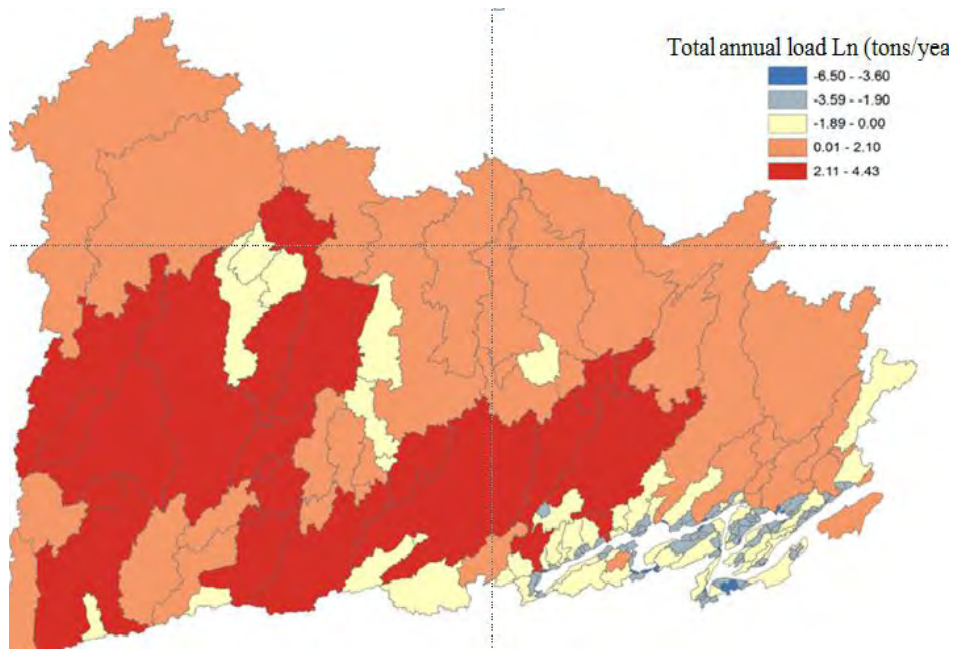 Total annual load Ln (tons/yea
-6.50 - -3.60
-3.59 - -1.90
-1.89 - 0.00
0.01 - 2.10
2.11 - 4.43